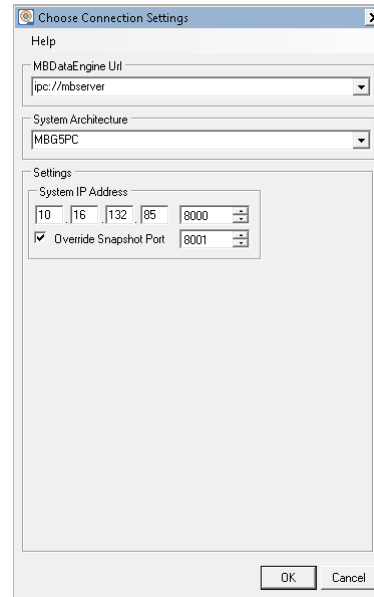 Choose Connection Settings
Help
MBDataEngine Url
ipc://mbserver
System Architecture
MBG5PC
Settings
System IP Address
10 . 16 . 132 . 85 8000
Override Snapshot Port 8001
OK Cancel